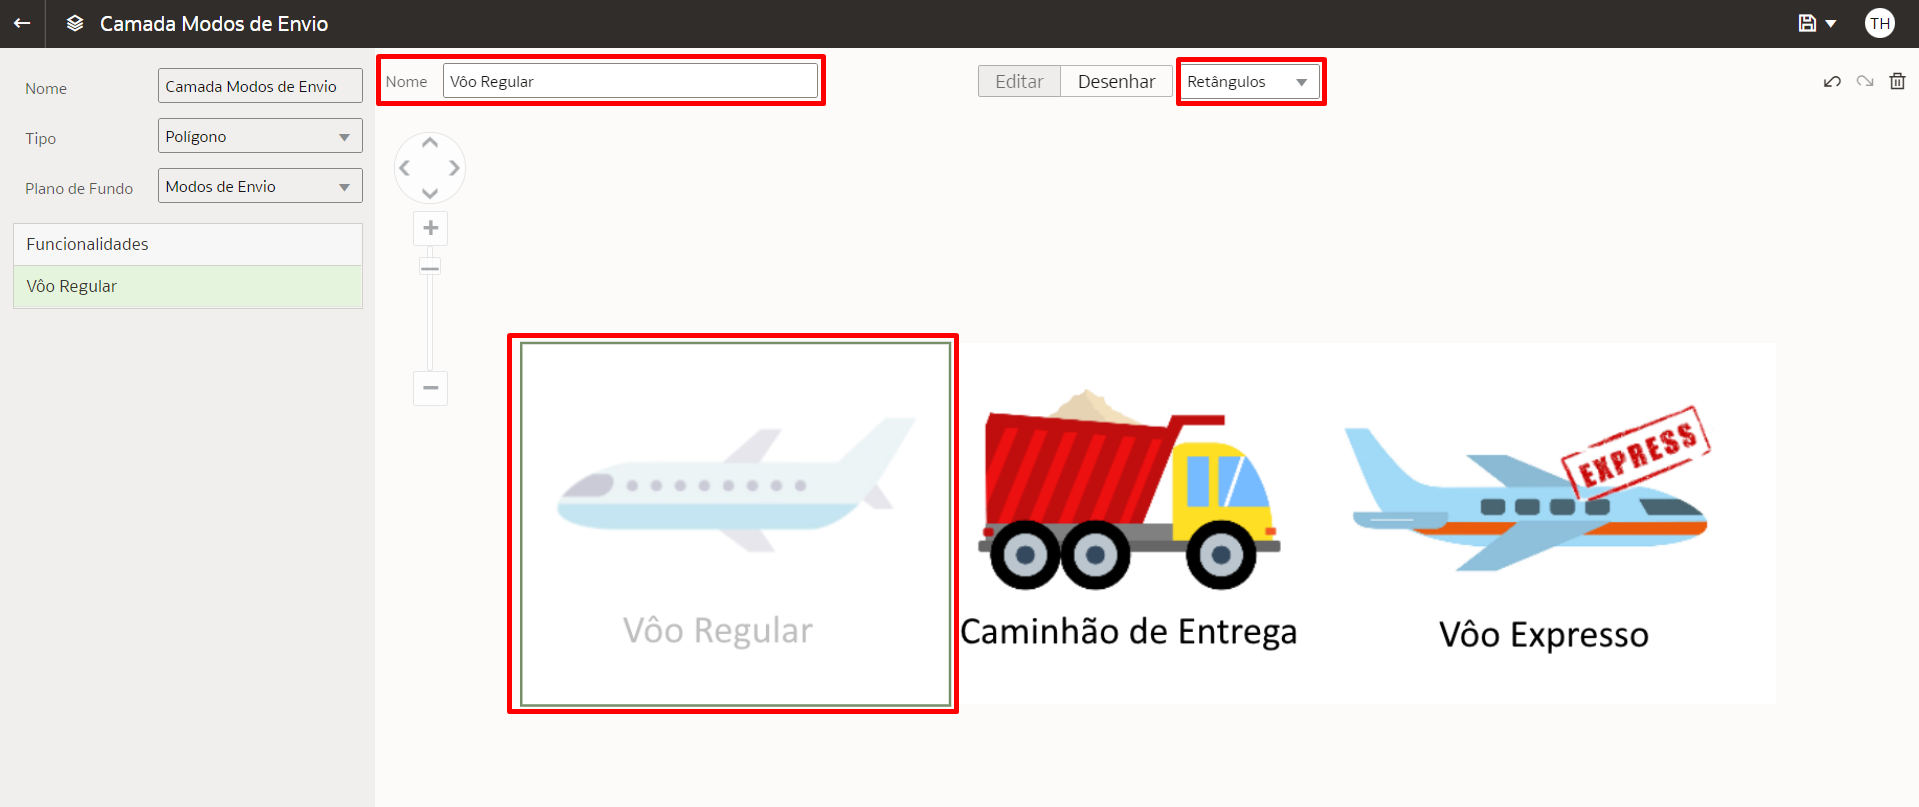 Camada Modos de Envio
TH
Nome Camada Modos de Envio
Tipo Polígono
Plano de Fundo Modos de Envio
Funcionalidades
Vôo Regular
Nome Vôo Regular
Editar Desenhar Retângulos
EXPRESS
Vôo Regular
Caminhão de Entrega
Vôo Expresso